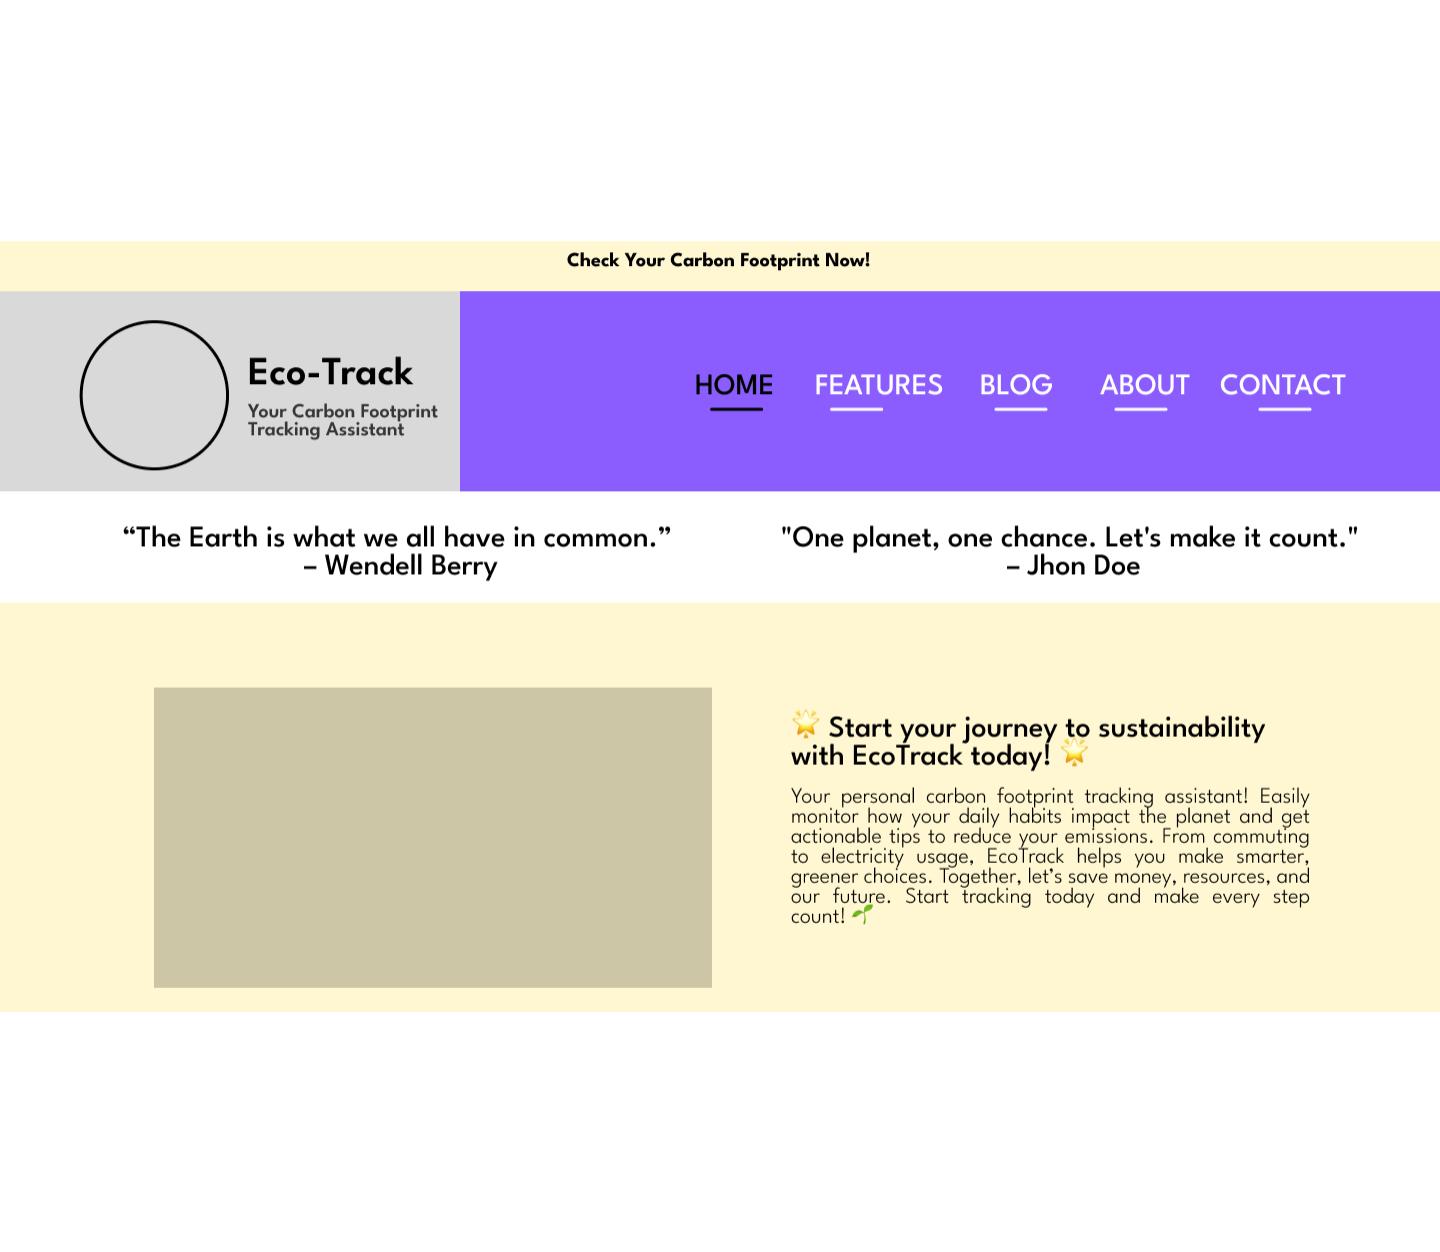 Check Your Carbon Footprint Now!
Eco-Track
Your Carbon Footprint
Tracking Assistant
HOME FEATURES BLOG ABOUT CONTACT
“The Earth is what we all have in common.”
– Wendell Berry
"One planet, one chance. Let's make it count."
– Jhon Doe
🌟 Start your journey to sustainability
with EcoTrack today! 🌟
Your personal carbon footprint tracking assistant! Easily
monitor how your daily habits impact the planet and get
actionable tips to reduce your emissions. From commuting
to electricity usage, EcoTrack helps you make smarter,
greener choices. Together, let’s save money, resources, and
our future. Start tracking today and make every step
count! 🌱